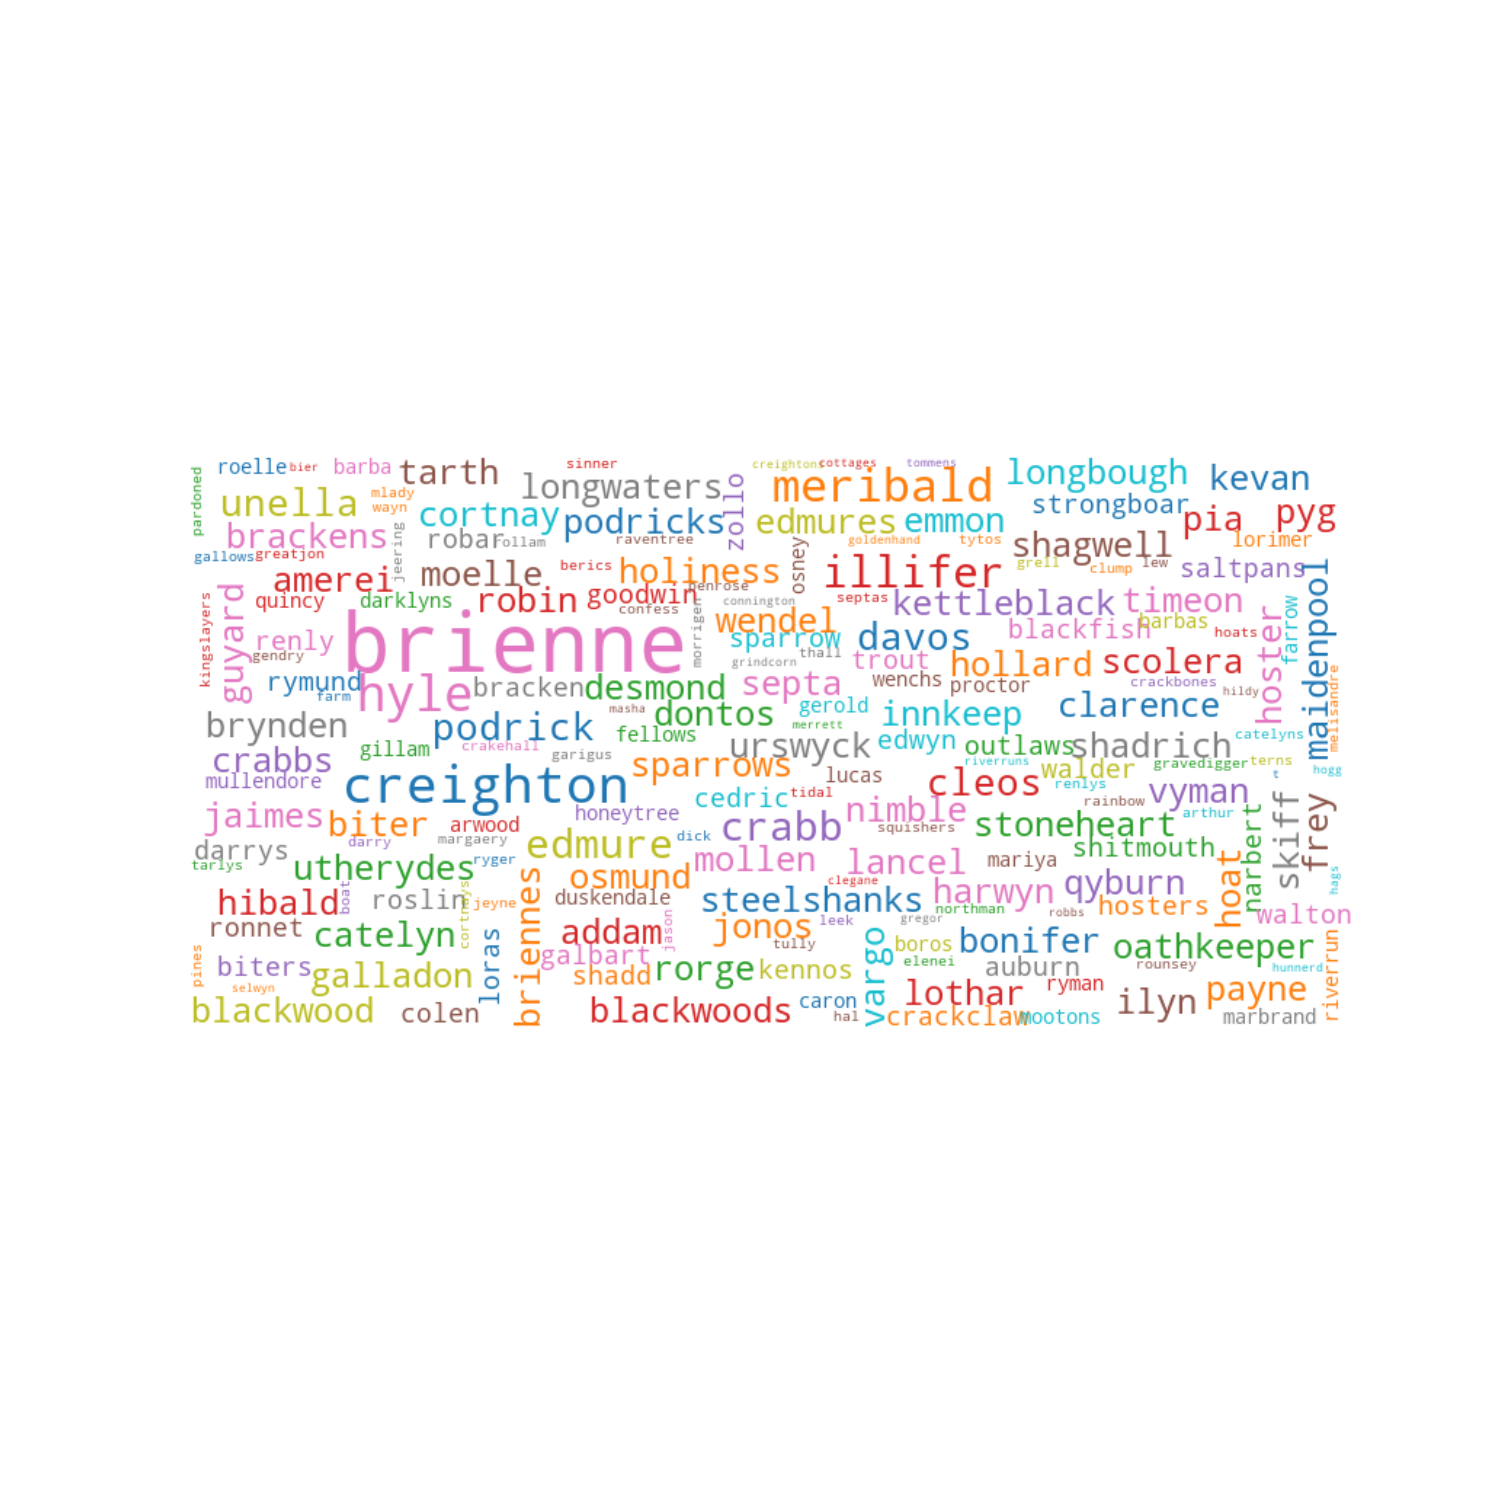 roelle bier barba tarth sinner creightons cottages tommens longbough kevan
pardoned unella mlady wayn longwaters zollo meribald strongboar pia pyg
brackens cortnay podricks edmures emmon lorimer
gallows greatjon jeering robar rollam raventree osney goldenhand tytos shagwell grell clump lew saltpans
amerei moelle berics holiness penrose illifer
kingslayers guyard quincy darklyns robin goodwin confess morrigen connington septas kettleblack timeon barbas hoster farrow maidenpool
renly gendry brienne wendel sparrow davos blackfish hoats
rymund farm hyle bracken desmond grindcorn thall trout hollard scolera
septa wenchs proctor crackbones hildy melisandre
brynden podrick masha dontos gerold merrett innkeep clarence
gillam crakehall garigus fellows urswyck edwyn outlaws riverruns shadrich catelyns
crabbs mullendore creighton sparrows lucas cleos walder renlys gravedigger terns t hogg
jaimes biter arwood honeytree cedric tidal nimble rainbow vyman arthur
darrys darry margaery edmure dick crabb squishers stoneheart narbert skiff frey
tarlys utherydes ryger mollen lancel mariya shitmouth hoat
hibald boat roslin cortneys jeyne briennes osmund duskendale clegane steelshanks harwyn qyburn hags
ronnet catelyn loras addam jason jonos leek gregor northman robbs hosters walton
pines biters galladon galbart tully vargo boros elenei bonifer oathkeeper riverrun
selwyn shadd rorge kennos auburn rounsey hunnerd
blackwood colen blackwoods caron hal lothar ryman ilyn payne
crackclaw mootons marbrand